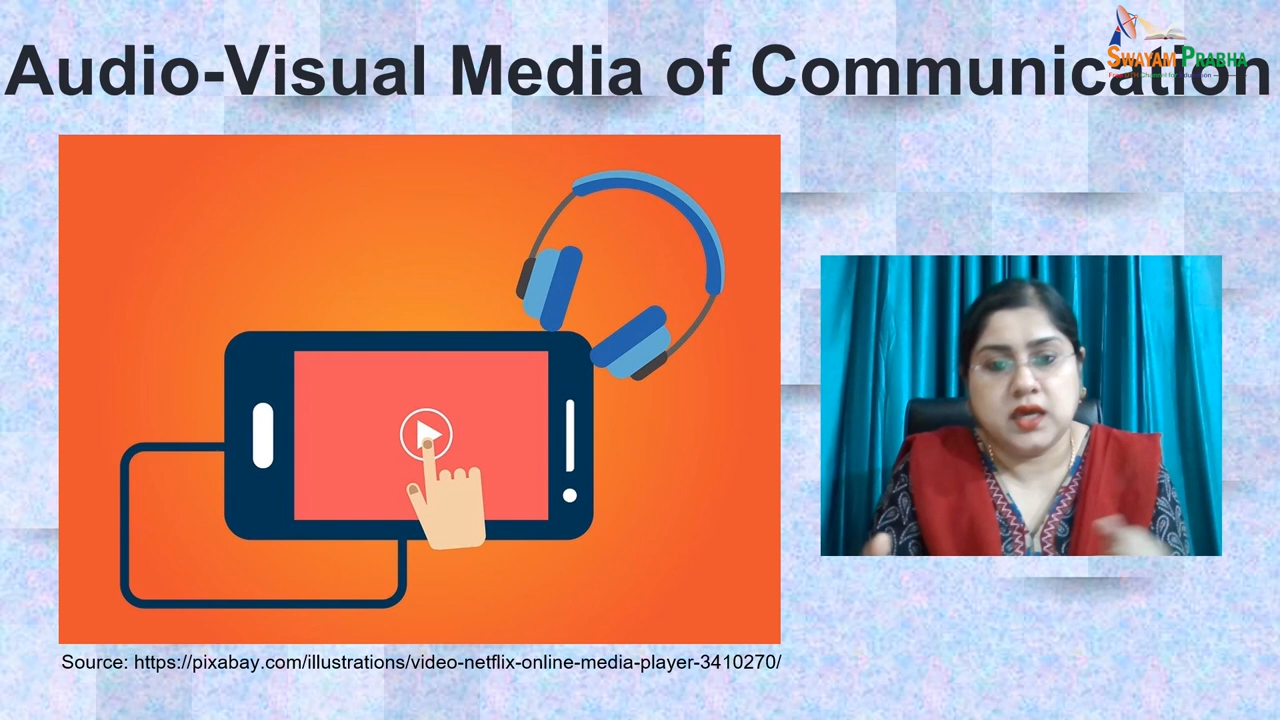 Audio-Visual Media of Communication
SWAYAM PRABHA
Source: https://pixabay.com/illustrations/video-netflix-online-media-player-3410270/